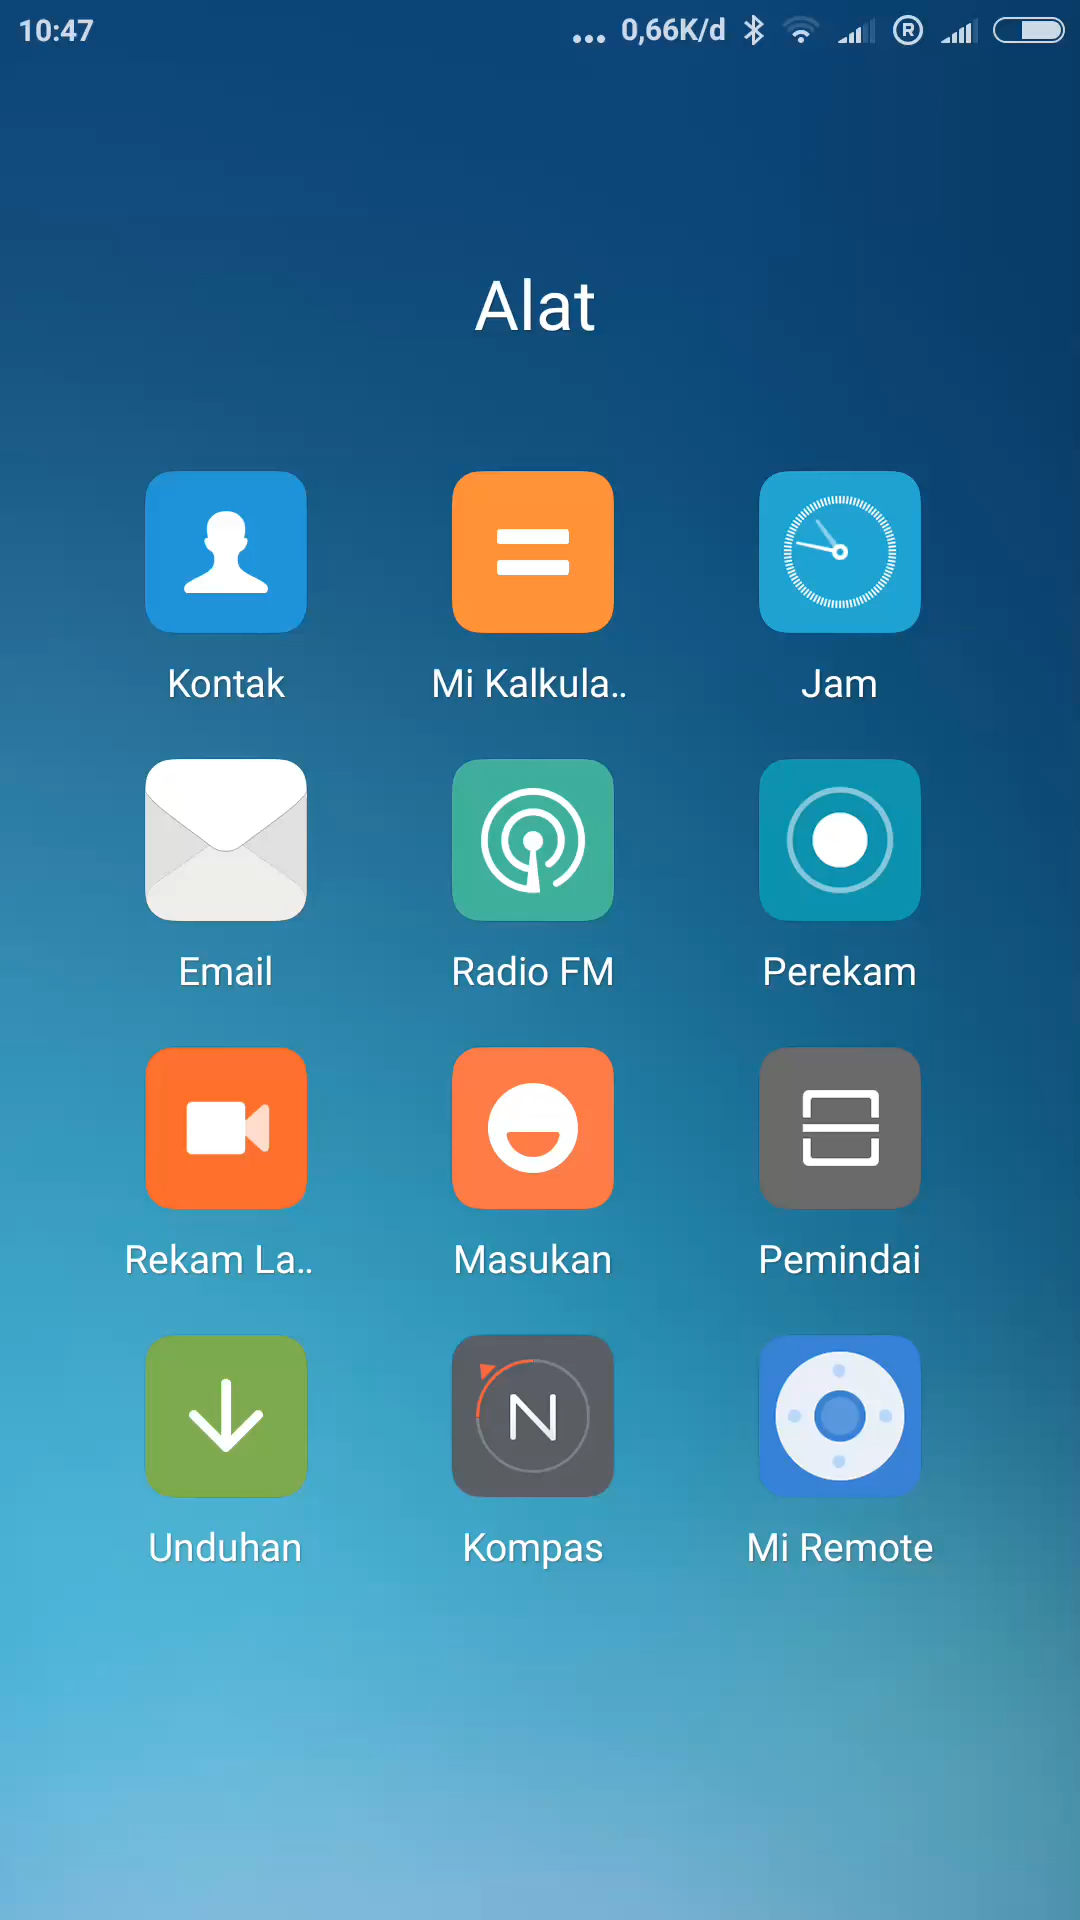 10:47 ... 0,66K/d R
Alat
Kontak Mi Kalkula.. Jam
Email Radio FM Perekam
Rekam La.. Masukan Pemindai
N
Unduhan Kompas Mi Remote